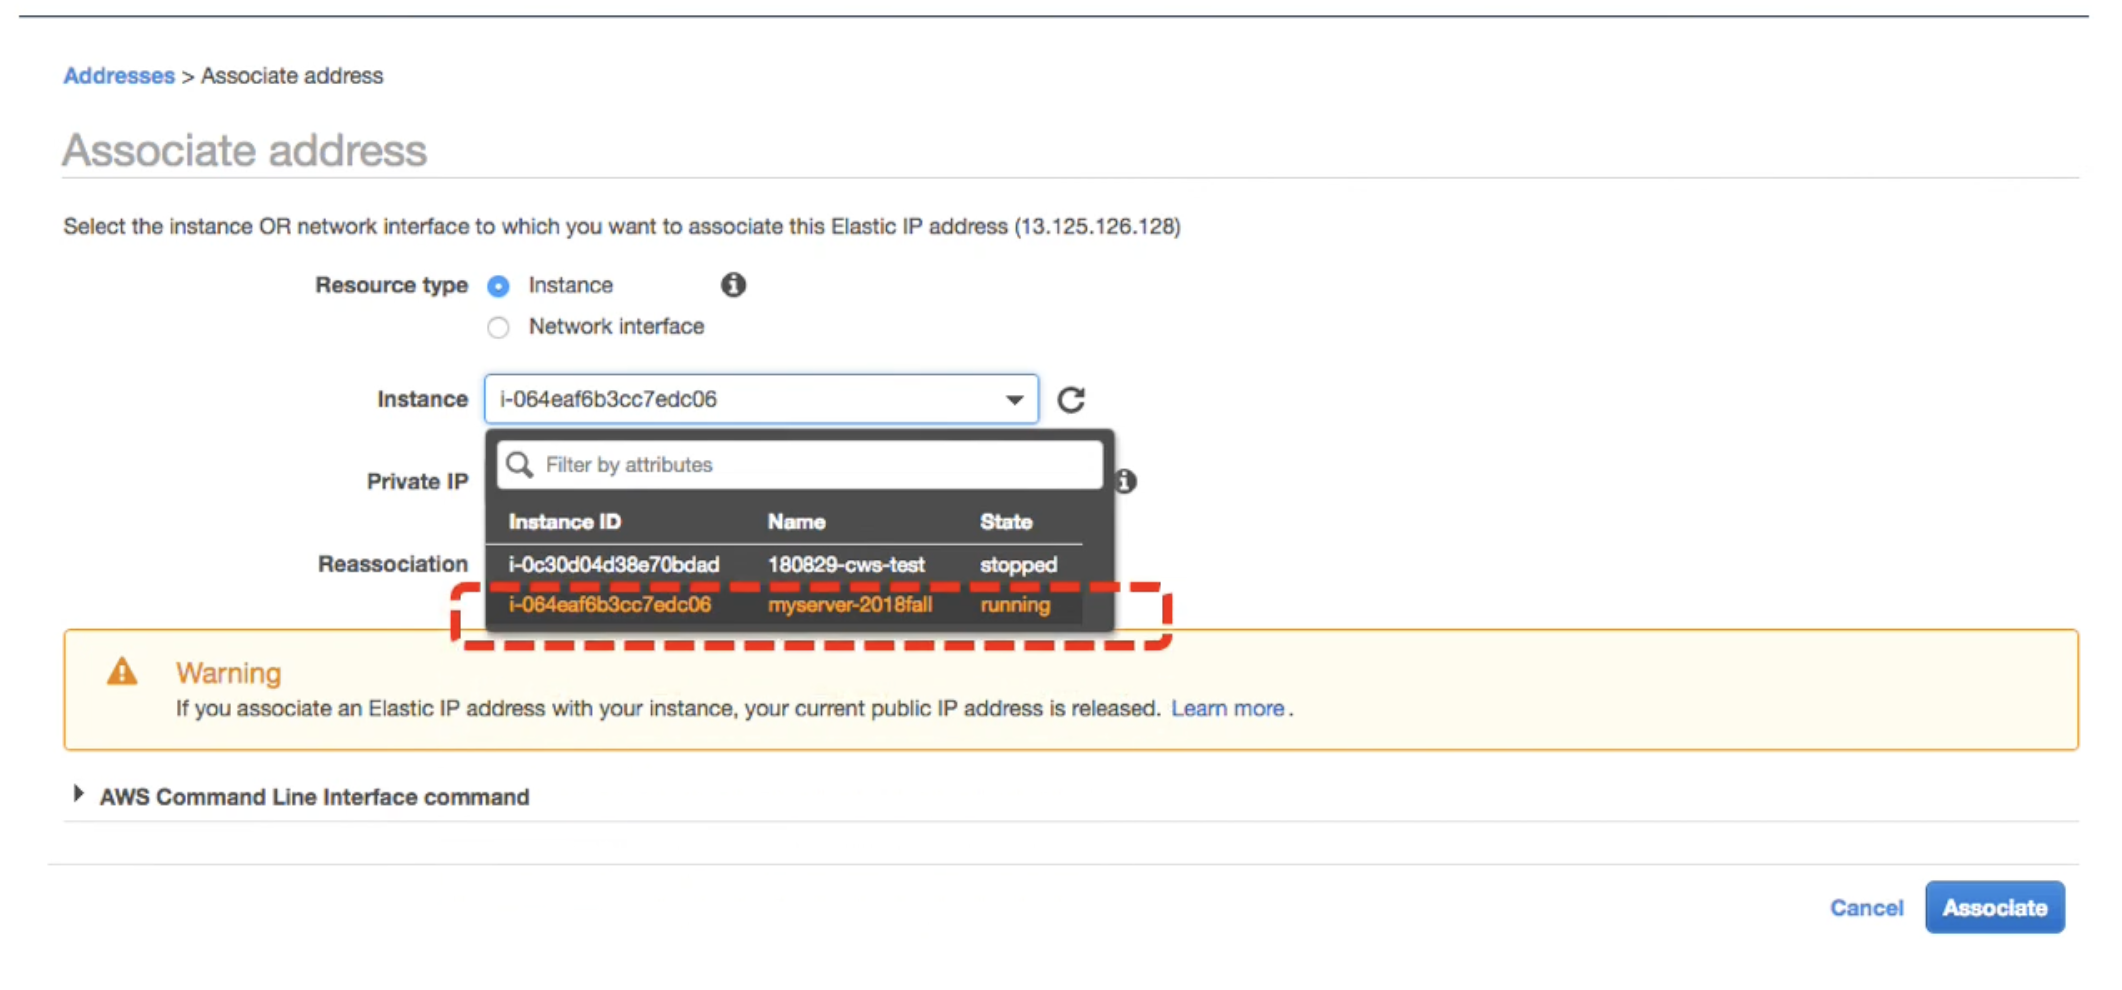 Addresses > Associate address
Associate address
Select the instance OR network interface to which you want to associate this Elastic IP address (13.125.126.128)
Resource type Instance
Network interface
Instance i-064eaf6b3cc7edc06
Filter by attributes
Private IP
Instance ID Name State
Reassociation i-0c30d04d38e70bdad 180829-cws-test stopped
i-064eaf6b3cc7edc06 myserver-2018fall running
Warning
If you associate an Elastic IP address with your instance, your current public IP address is released. Learn more.
AWS Command Line Interface command
Cancel Associate